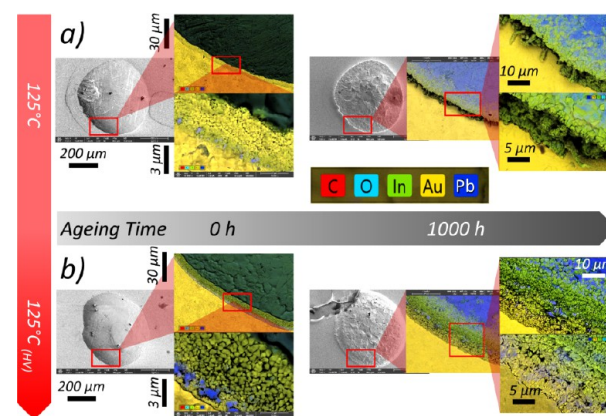 a)
30 µm
10 µm
125°C
200 µm
3 µm
5 µm
C O In Au Pb
Ageing Time 0 h 1000 h
b)
30 µm
10 µm
125°C (HV)
200 µm
3 µm
5 µm